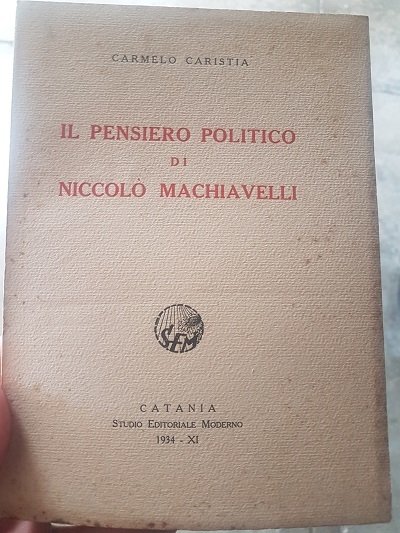 CARMELO CARISTIA
IL PENSIERO POLITICO
DI
NICCOLÒ MACHIAVELLI
SEM
CATANIA
STUDIO EDITORIALE MODERNO
1934 - XI